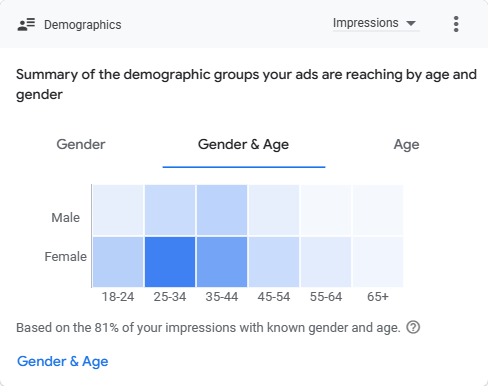 Demographics
Impressions
Summary of the demographic groups your ads are reaching by age and
gender
Gender
Gender & Age
Age
Male
Female
18-24 25-34 35-44 45-54 55-64 65+
Based on the 81% of your impressions with known gender and age.
Gender & Age